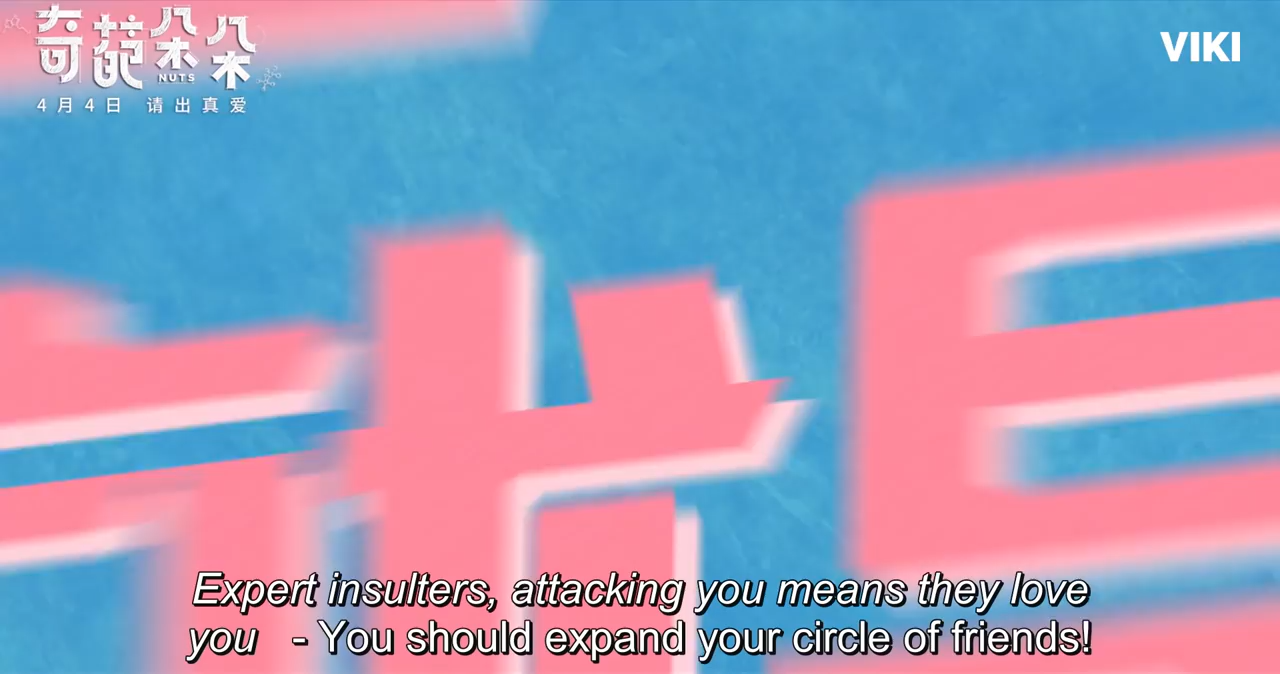 奇葩朵朵
NUTS
4月4日 请出真爱
VIKI
Expert insulters, attacking you means they love
you - You should expand your circle of friends!